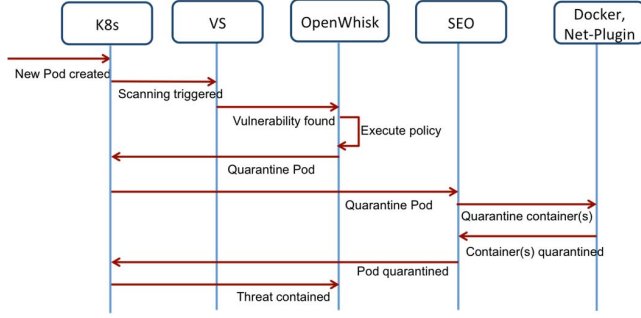 K8s
VS
OpenWhisk
SEO
Docker,
Net-Plugin
New Pod created
Scanning triggered
Vulnerability found
Execute policy
Quarantine Pod
Quarantine Pod
Quarantine container(s)
Container(s) quarantined
Pod quarantined
Threat contained